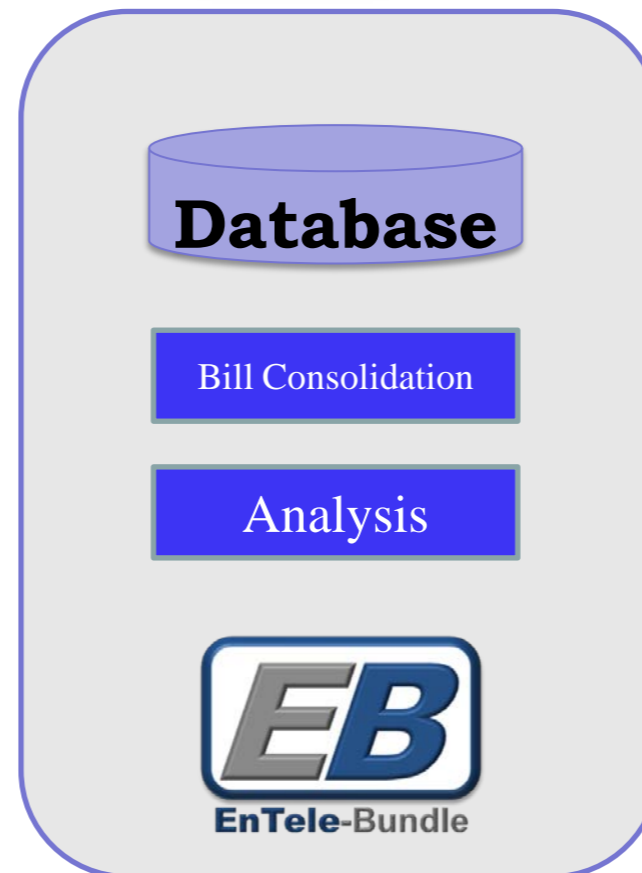 Database
Bill Consolidation
Analysis
EB
EnTele-Bundle